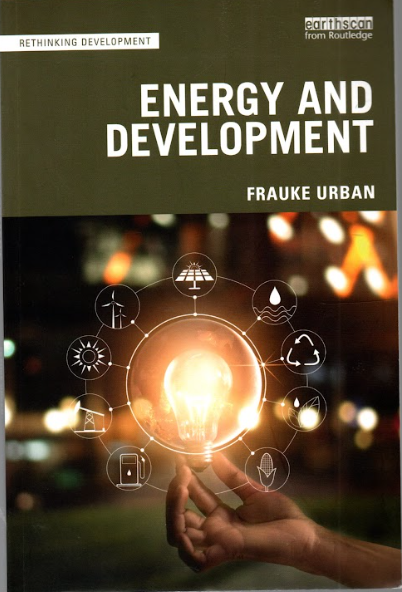 earthscan
from Routledge
RETHINKING DEVELOPMENT
ENERGY AND
DEVELOPMENT
FRAUKE URBAN